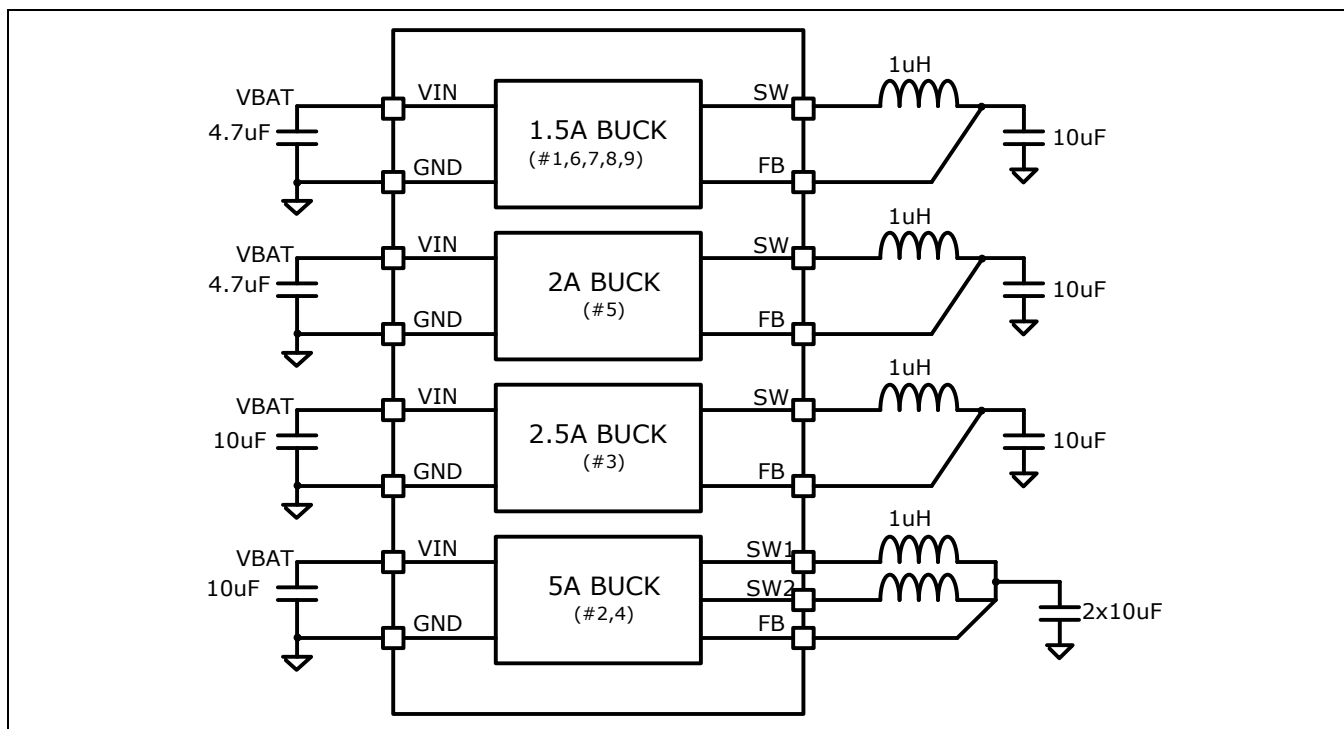 1uH
VBAT
VIN
SW
4.7uF
1.5A BUCK
(#1,6,7,8,9)
10uF
GND
FB
1uH
VBAT
VIN
SW
4.7uF
2A BUCK
(#5)
10uF
GND
FB
1uH
VBAT
VIN
SW
10uF
2.5A BUCK
(#3)
10uF
GND
FB
1uH
VBAT
VIN
SW1
10uF
5A BUCK
(#2,4)
SW2
2x10uF
GND
FB